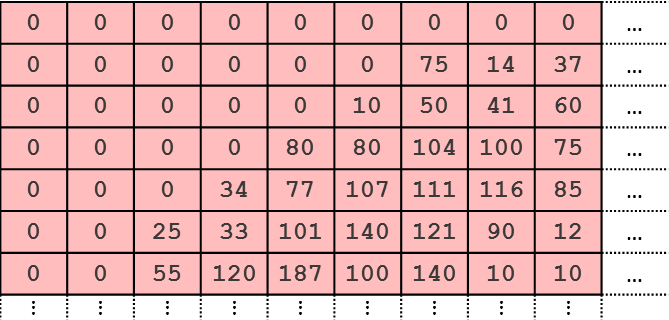 0 0 0 0 0 0 0 0 0 ...
0 0 0 0 0 0 75 14 37 ...
0 0 0 0 0 10 50 41 60 ...
0 0 0 0 80 80 104 100 75 ...
0 0 0 34 77 107 111 116 85 ...
0 0 25 33 101 140 121 90 12 ...
0 0 55 120 187 100 140 10 10 ...
⋮ ⋮ ⋮ ⋮ ⋮ ⋮ ⋮ ⋮ ⋮